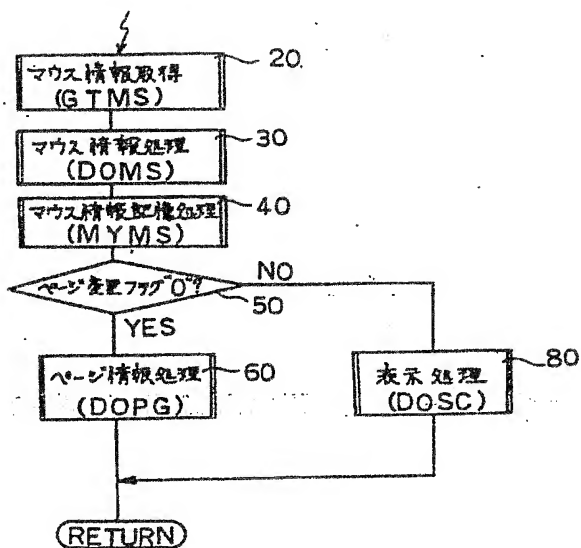 マウス情報取得
(GTMS)
20
マウス情報処理
(DOMS)
30
マウス情報記憶処理
(MYMS)
40
ページ変更フラグ"0"?
50
NO
YES
ページ情報処理
(DOPG)
60
表示処理
(DOSC)
80
RETURN